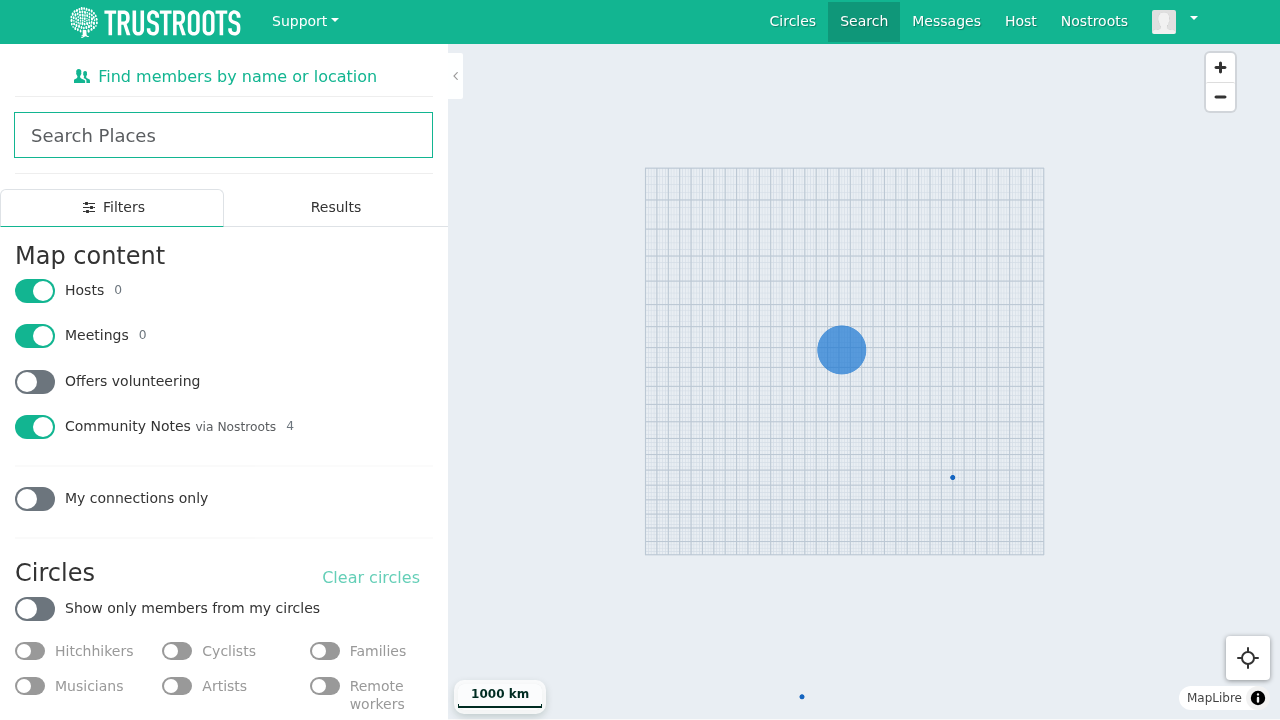 TRUSTROOTS
Support
Circles
Search
Messages
Host
Nostroots
Find members by name or location
Search Places
Filters
Results
Map content
Hosts 0
Meetings 0
Offers volunteering
Community Notes via Nostroots 4
My connections only
Circles
Clear circles
Show only members from my circles
Hitchhikers
Cyclists
Families
Musicians
Artists
Remote
workers
1000 km
MapLibre